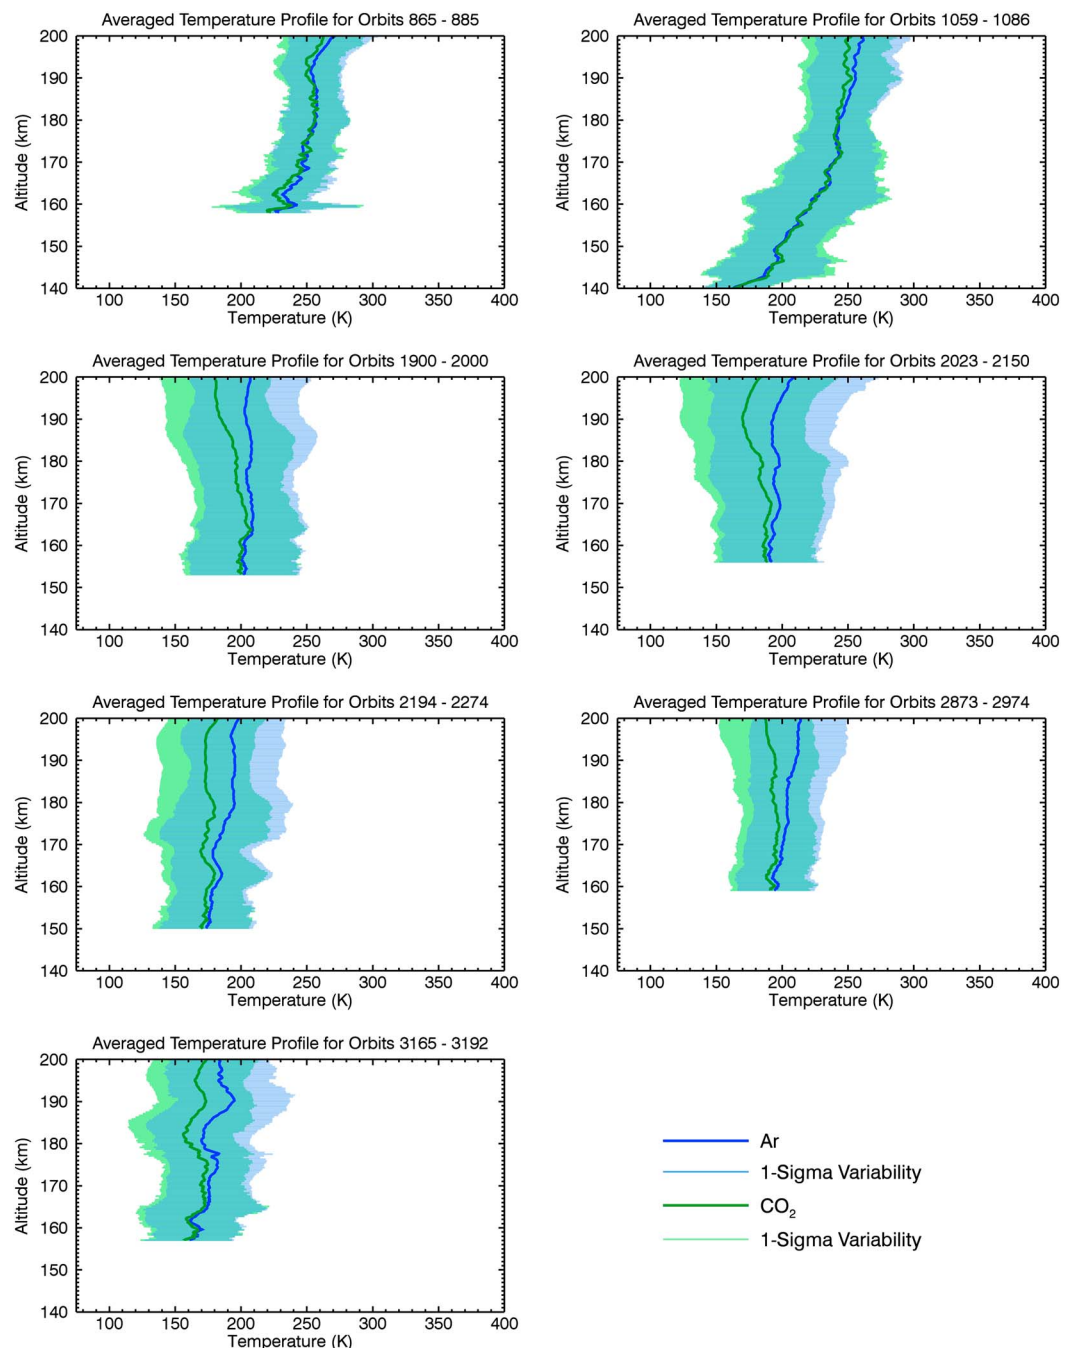 Averaged Temperature Profile for Orbits 865 - 885
200
190
180
170
160
150
140
Altitude (km)
100 150 200 250 300 350 400
Temperature (K)
Averaged Temperature Profile for Orbits 1059 - 1086
200
190
180
170
160
150
140
Altitude (km)
100 150 200 250 300 350 400
Temperature (K)
Averaged Temperature Profile for Orbits 1900 - 2000
200
190
180
170
160
150
140
Altitude (km)
100 150 200 250 300 350 400
Temperature (K)
Averaged Temperature Profile for Orbits 2023 - 2150
200
190
180
170
160
150
140
Altitude (km)
100 150 200 250 300 350 400
Temperature (K)
Averaged Temperature Profile for Orbits 2194 - 2274
200
190
180
170
160
150
140
Altitude (km)
100 150 200 250 300 350 400
Temperature (K)
Averaged Temperature Profile for Orbits 2873 - 2974
200
190
180
170
160
150
140
Altitude (km)
100 150 200 250 300 350 400
Temperature (K)
Averaged Temperature Profile for Orbits 3165 - 3192
200
190
180
170
160
150
140
Altitude (km)
100 150 200 250 300 350 400
Temperature (K)
Ar
1-Sigma Variability
CO₂
1-Sigma Variability